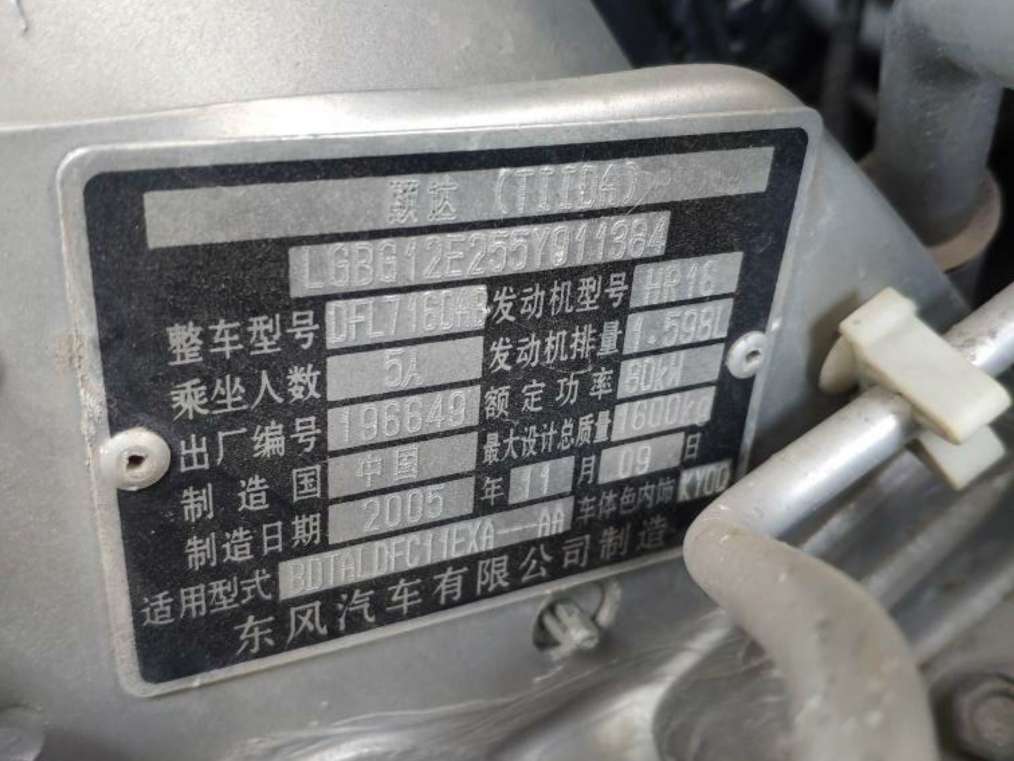 颐达 (TIIDA)
LGBG12E255Y911384
整车型号 DFL7160 发动机型号 HR16
乘坐人数 5人 发动机排量 1.598L
出厂编号 196649 额定功率 80kW
制造国 中国 最大设计总质量 1600kg
制造日期 2005 年 11 月 09 日
适用型式 BDTALDFC11EXA---AA 车体色内饰 KY0
东风汽车有限公司制造